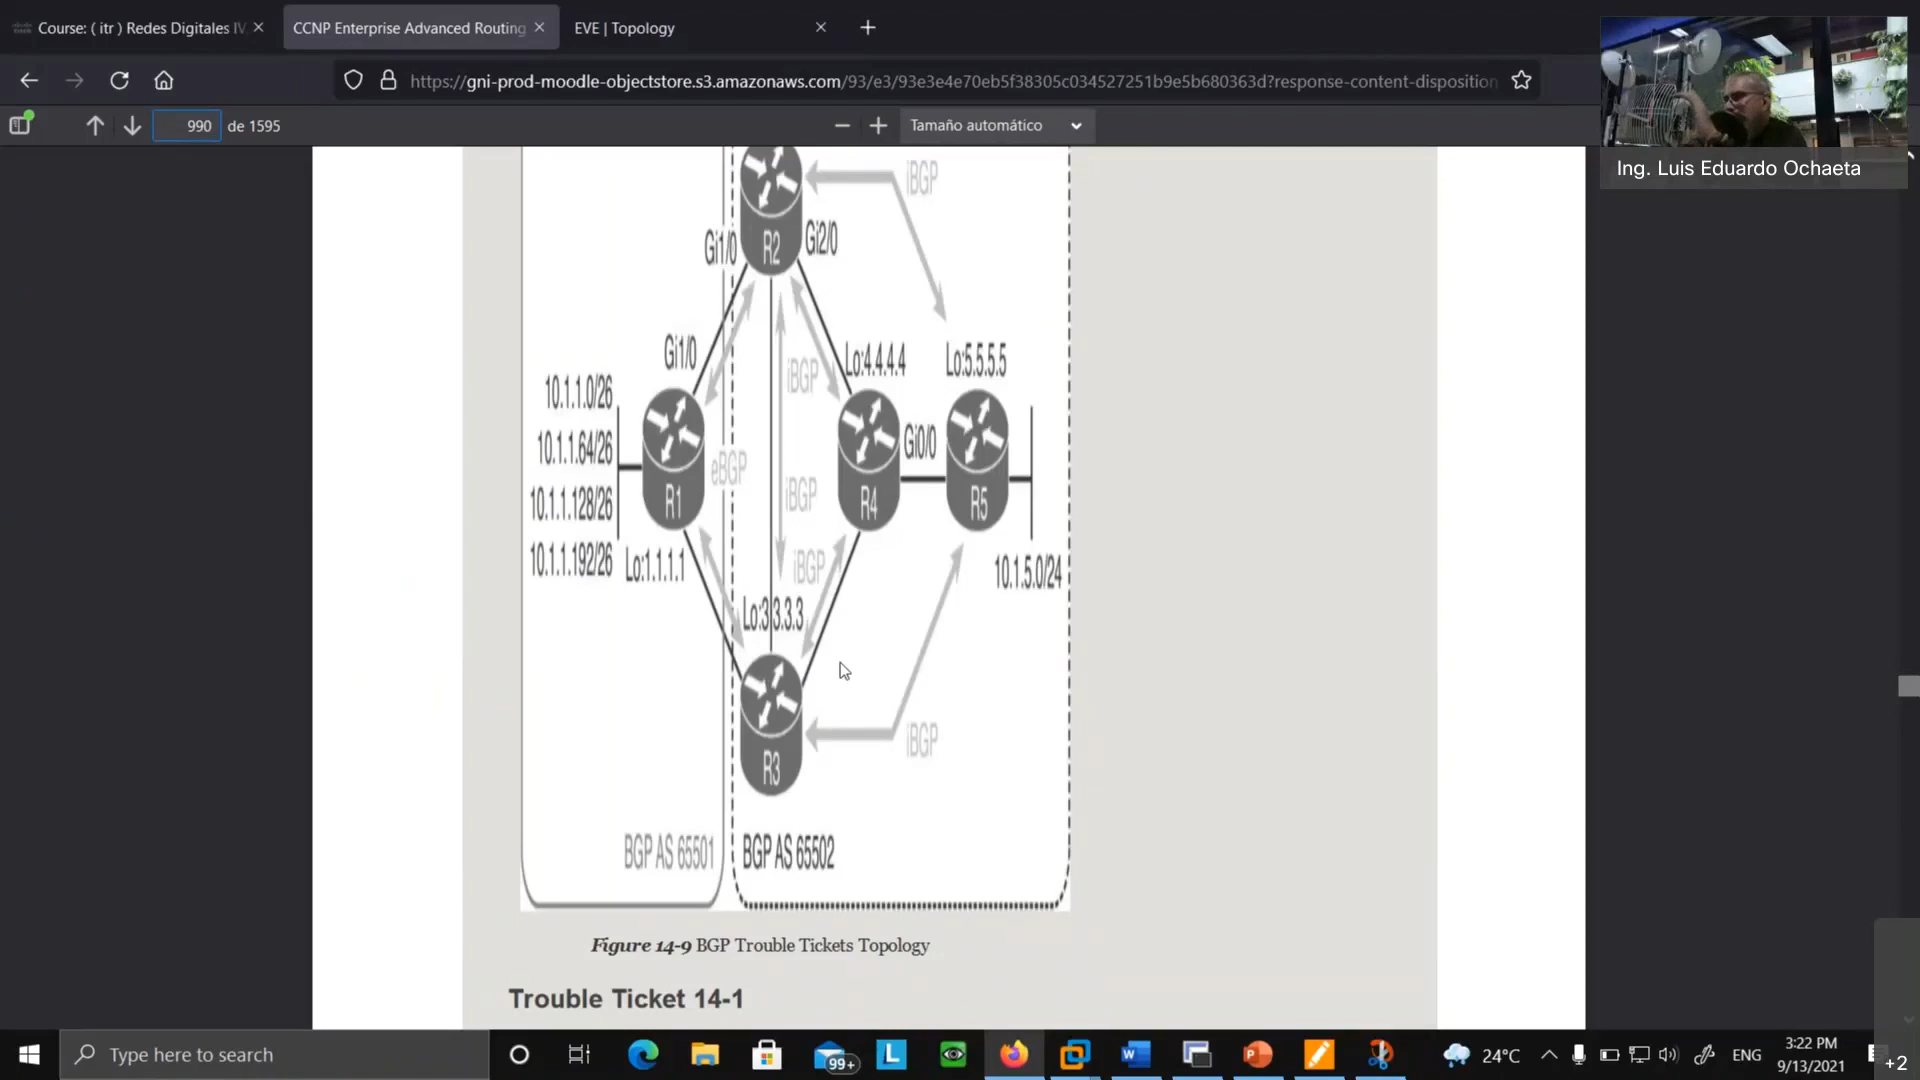 Course: ( itr ) Redes Digitales IV
CCNP Enterprise Advanced Routing
EVE | Topology
https://gni-prod-moodle-objectstore.s3.amazonaws.com/93/e3/93e3e4e70eb5f38305c034527251b9e5b680363d?response-content-disposition
990 de 1595
Tamaño automático
Ing. Luis Eduardo Ochaeta
iBGP
Gi1/0
R2
Gi2/0
Gi1/0
iBGP
Lo:4.4.4.4
Lo:5.5.5.5
10.1.1.0/26
10.1.1.64/26
10.1.1.128/26
10.1.1.192/26
eBGP
Gi0/0
R1
iBGP
R4
R5
Lo:1.1.1.1
iBGP
10.1.5.0/24
Lo:3.3.3.3
R3
iBGP
BGP AS 65501
BGP AS 65502
Figure 14-9 BGP Trouble Tickets Topology
Trouble Ticket 14-1
Type here to search
99+
L
24°C
ENG
3:22 PM
9/13/2021
+2